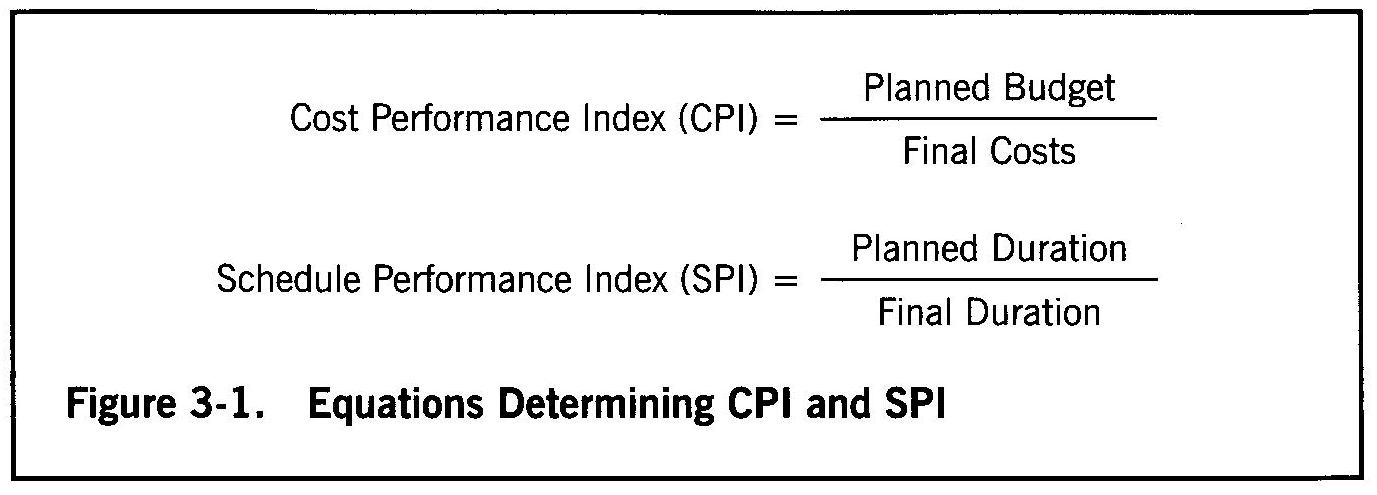 Cost Performance Index (CPI) = Planned Budget
Final Costs
Schedule Performance Index (SPI) = Planned Duration
Final Duration
Figure 3-1. Equations Determining CPI and SPI